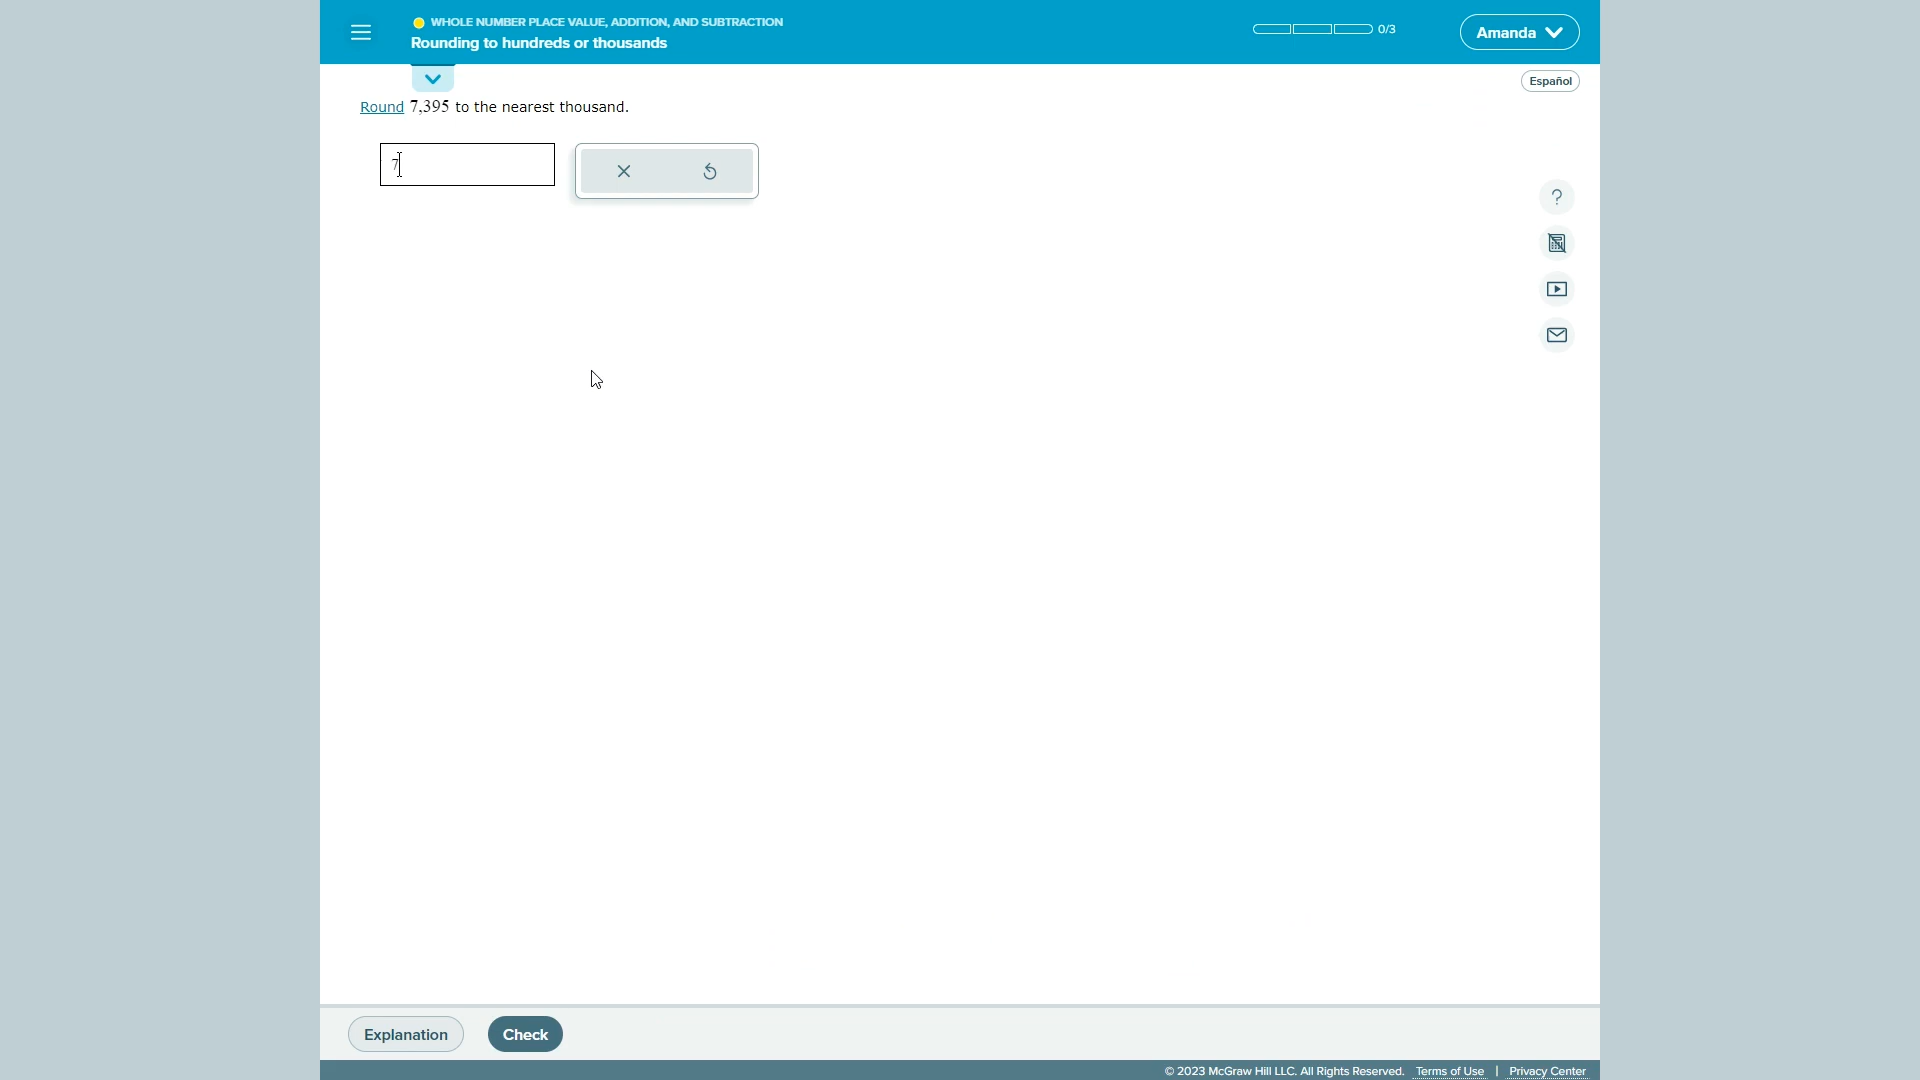 WHOLE NUMBER PLACE VALUE, ADDITION, AND SUBTRACTION
Rounding to hundreds or thousands
0/3
Amanda
Español
Round 7,395 to the nearest thousand.
7
?
Explanation
Check
© 2023 McGraw Hill LLC. All Rights Reserved. Terms of Use | Privacy Center